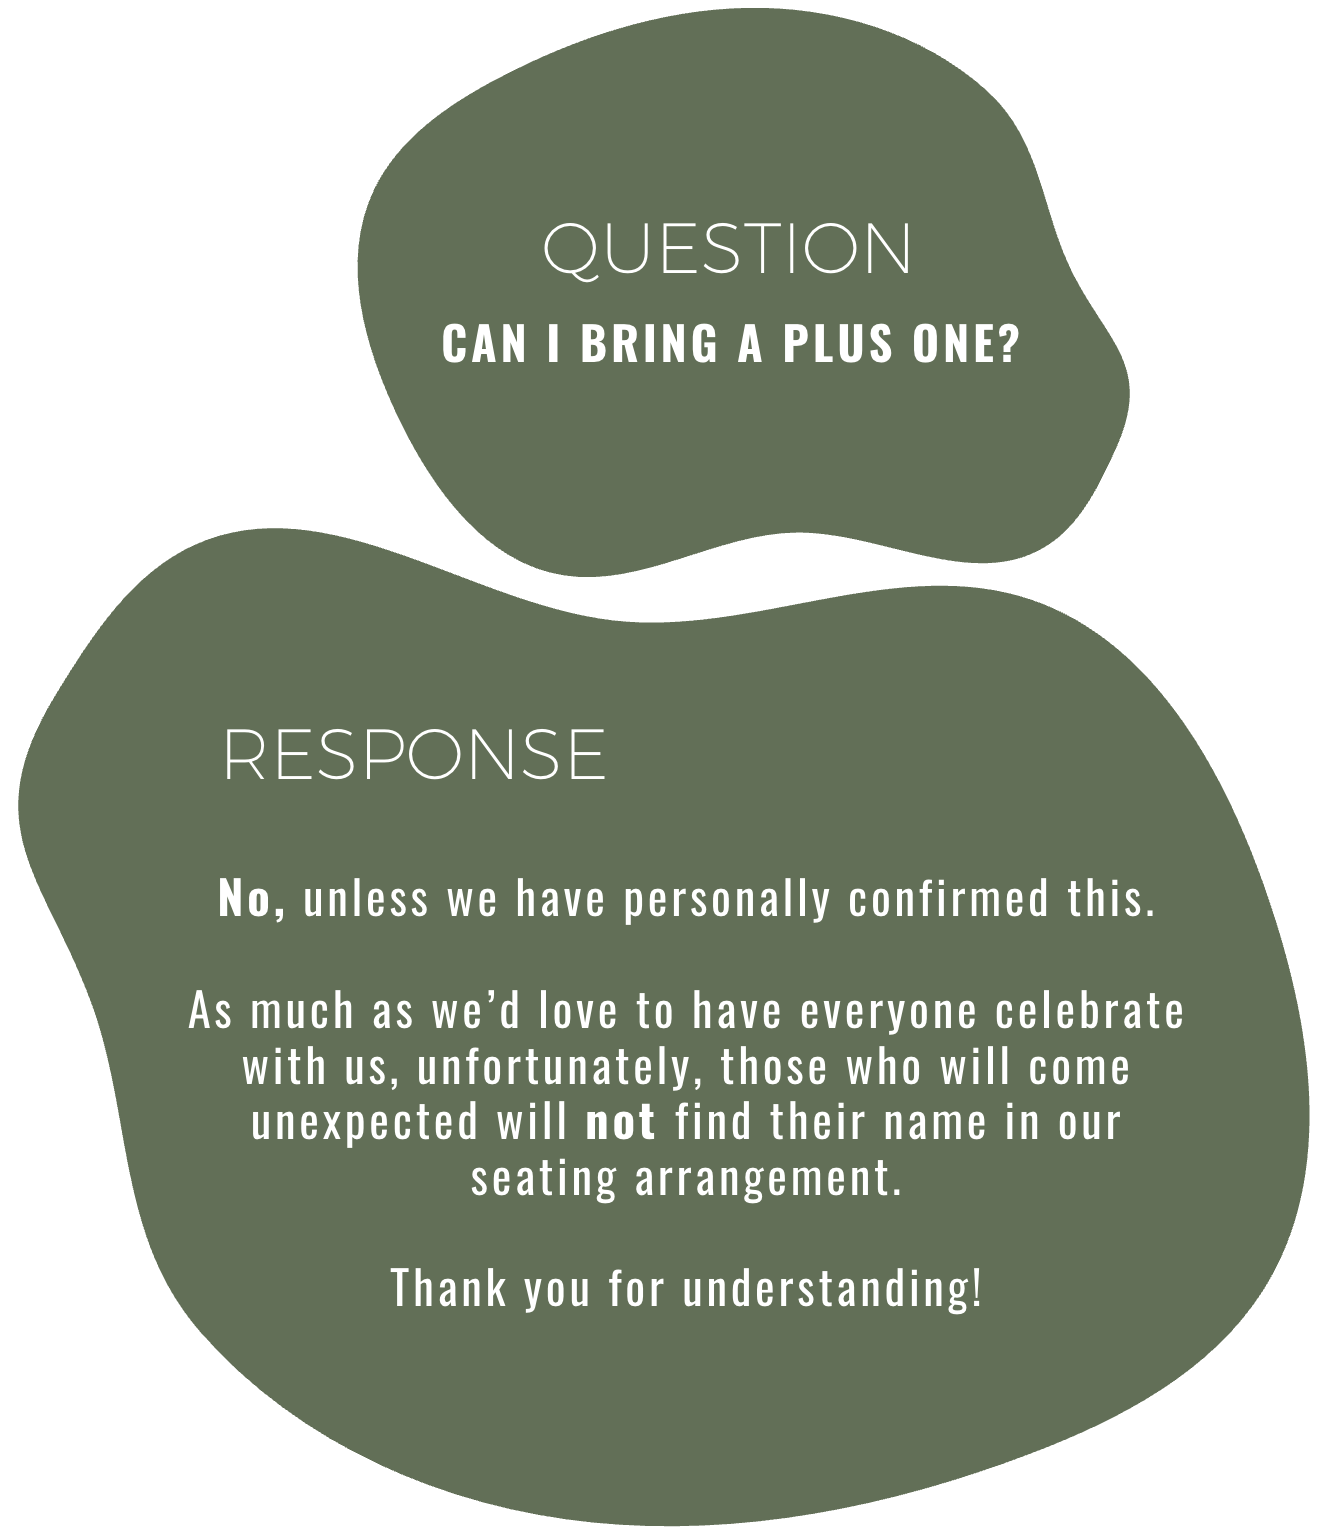 QUESTION
CAN I BRING A PLUS ONE?
RESPONSE
No, unless we have personally confirmed this.
As much as we’d love to have everyone celebrate
with us, unfortunately, those who will come
unexpected will not find their name in our
seating arrangement.
Thank you for understanding!